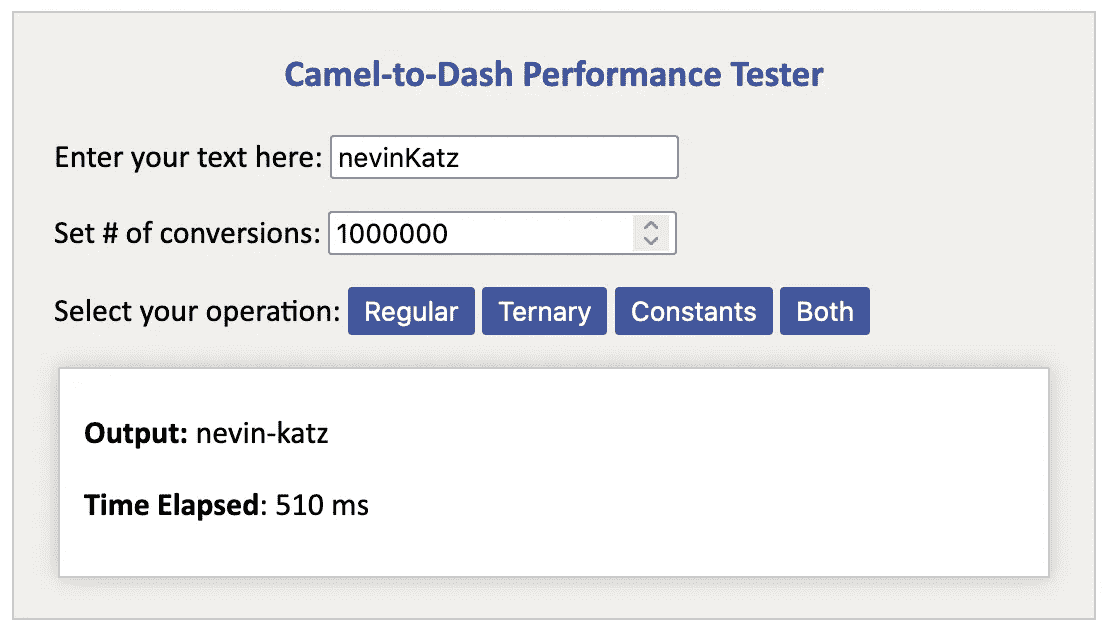 Camel-to-Dash Performance Tester
Enter your text here: nevinKatz
Set # of conversions: 1000000
Select your operation: Regular Ternary Constants Both
Output: nevin-katz
Time Elapsed: 510 ms